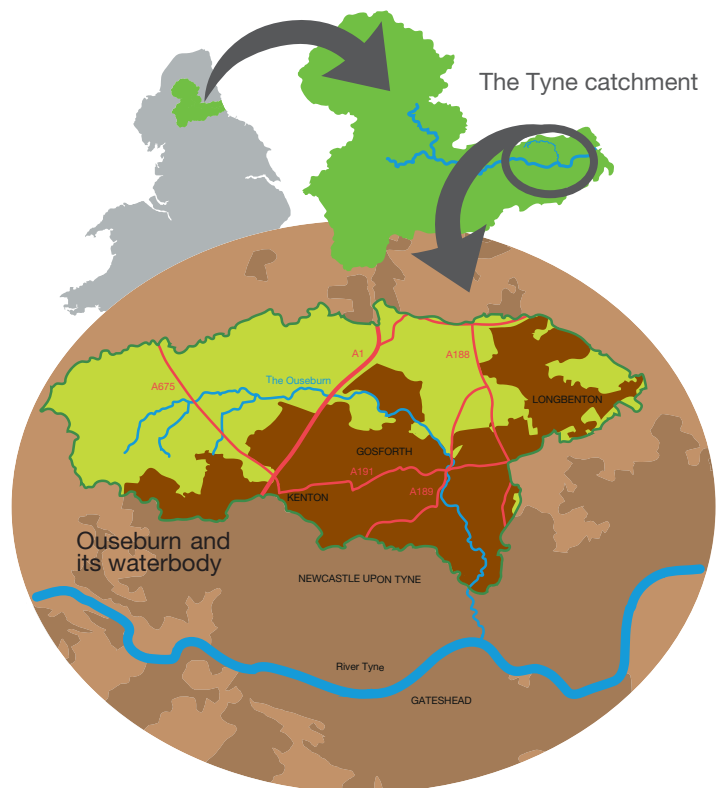 The Tyne catchment
A1
A188
A675
The Ouseburn
LONGBENTON
GOSFORTH
A191
A189
KENTON
Ouseburn and
its waterbody
NEWCASTLE UPON TYNE
River Tyne
GATESHEAD